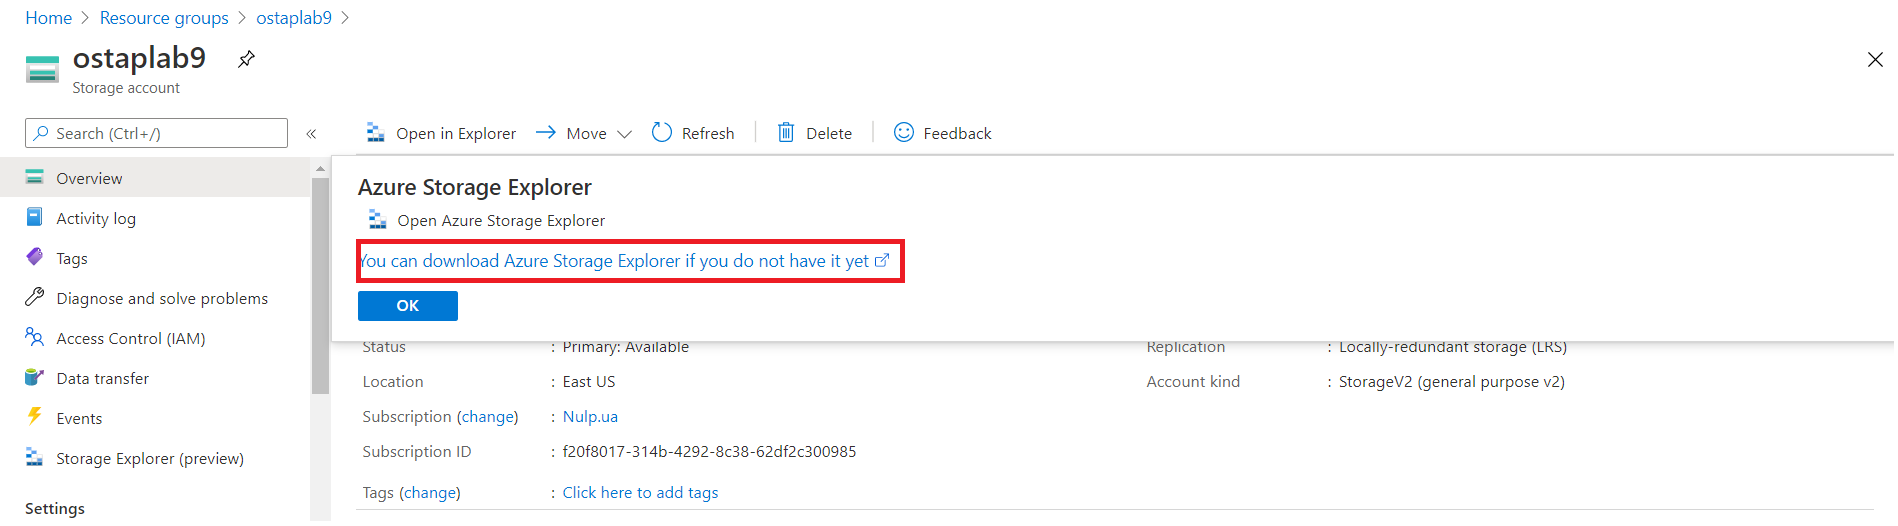 Home > Resource groups > ostaplab9 >
ostaplab9
Storage account
Search (Ctrl+/)
«
Open in Explorer
Move
Refresh
Delete
Feedback
Overview
Activity log
Tags
Diagnose and solve problems
Access Control (IAM)
Data transfer
Events
Storage Explorer (preview)
Settings
Azure Storage Explorer
Open Azure Storage Explorer
You can download Azure Storage Explorer if you do not have it yet
OK
Status : Primary: Available
Location : East US
Subscription (change) : Nulp.ua
Subscription ID : f20f8017-314b-4292-8c38-62df2c300985
Tags (change) : Click here to add tags
Replication : Locally-redundant storage (LRS)
Account kind : StorageV2 (general purpose v2)